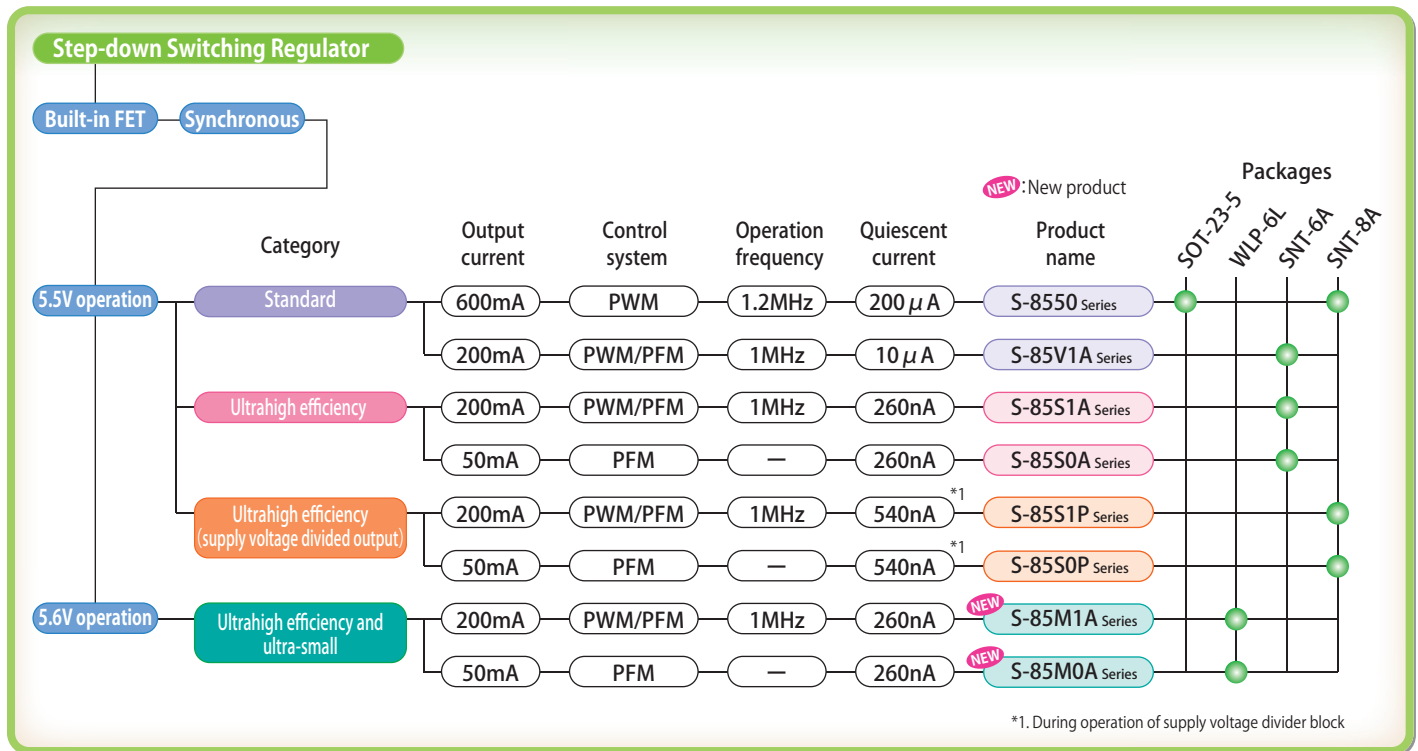 Step-down Switching Regulator
Built-in FET Synchronous
NEW :New product
Packages
SOT-23-5 WLP-6L SNT-6A SNT-8A
Category Output current Control system Operation frequency Quiescent current Product name
5.5V operation Standard 600mA PWM 1.2MHz 200 μ A S-8550 Series
200mA PWM/PFM 1MHz 10 μ A S-85V1A Series
Ultrahigh efficiency 200mA PWM/PFM 1MHz 260nA S-85S1A Series
50mA PFM — 260nA S-85S0A Series
Ultrahigh efficiency
(supply voltage divided output) 200mA PWM/PFM 1MHz 540nA *1 S-85S1P Series
50mA PFM — 540nA *1 S-85S0P Series
5.6V operation Ultrahigh efficiency and
ultra-small 200mA PWM/PFM 1MHz 260nA NEW S-85M1A Series
50mA PFM — 260nA NEW S-85M0A Series
*1. During operation of supply voltage divider block